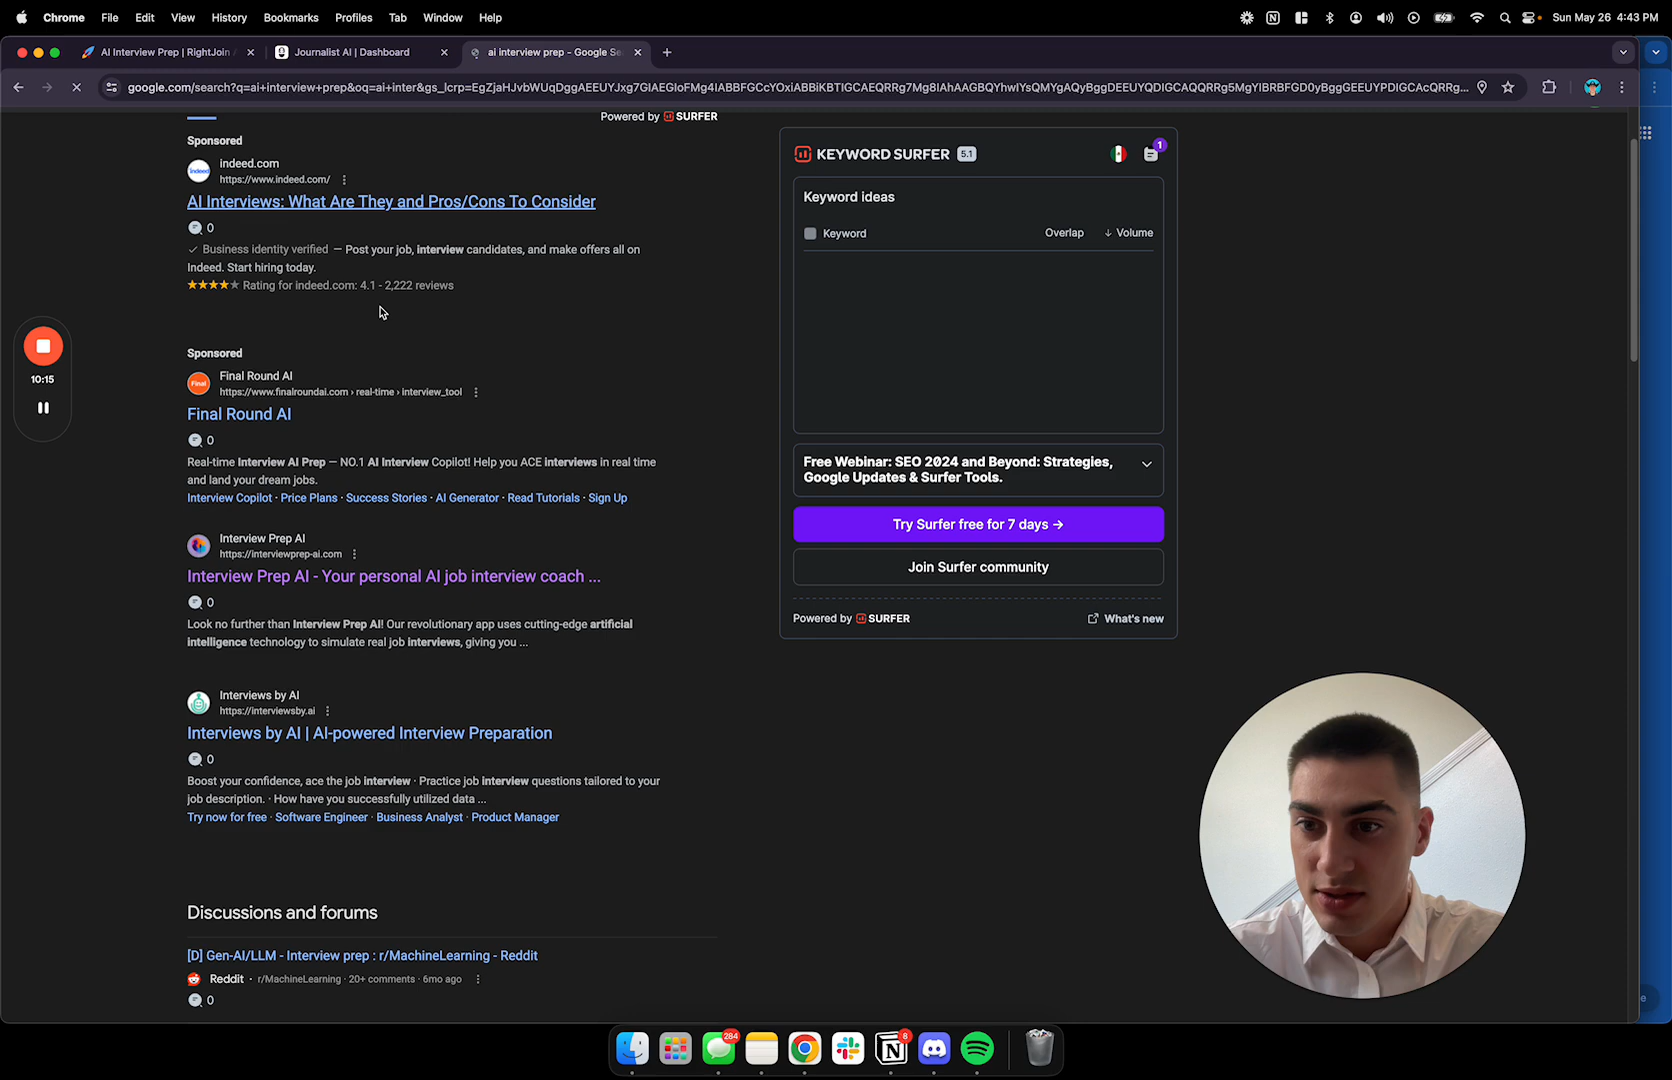 Chrome File Edit View History Bookmarks Profiles Tab Window Help
Sun May 26 4:43 PM
AI Interview Prep | RightJoin
Journalist AI | Dashboard
ai interview prep - Google Se
google.com/search?q=ai+interview+prep&oq=ai+inter&gs_lcrp=EgZjaHJvbWUqDggAEEUYJxg7GIAEGIoFMg4IABBFGCcYOxiABBiKBTIGCAEQRRg7Mg8IAhAAGBQYhwIYsQMYgAQyBggDEEUYQDIGCAQQRRg5MgYIBRBFGD0yBggGEEUYPDIGCAcQRRg...
Powered by SURFER
Sponsored
indeed.com
https://www.indeed.com/
AI Interviews: What Are They and Pros/Cons To Consider
0
Business identity verified — Post your job, interview candidates, and make offers all on
Indeed. Start hiring today.
Rating for indeed.com: 4.1 - 2,222 reviews
Sponsored
Final
Final Round AI
https://www.finalroundai.com › real-time › interview_tool
Final Round AI
0
Real-time Interview AI Prep — NO.1 AI Interview Copilot! Help you ACE interviews in real time
and land your dream jobs.
Interview Copilot · Price Plans · Success Stories · AI Generator · Read Tutorials · Sign Up
Interview Prep AI
https://interviewprep-ai.com
Interview Prep AI - Your personal AI job interview coach ...
0
Look no further than Interview Prep AI! Our revolutionary app uses cutting-edge artificial
intelligence technology to simulate real job interviews, giving you ...
Interviews by AI
https://interviewsby.ai
Interviews by AI | AI-powered Interview Preparation
0
Boost your confidence, ace the job interview · Practice job interview questions tailored to your
job description. · How have you successfully utilized data ...
Try now for free · Software Engineer · Business Analyst · Product Manager
Discussions and forums
[D] Gen-AI/LLM - Interview prep : r/MachineLearning - Reddit
Reddit · r/MachineLearning · 20+ comments · 6mo ago
0
KEYWORD SURFER 5.1
1
Keyword ideas
Keyword Overlap ↓ Volume
Free Webinar: SEO 2024 and Beyond: Strategies,
Google Updates & Surfer Tools.
Try Surfer free for 7 days →
Join Surfer community
Powered by SURFER What's new
10:15
284
8